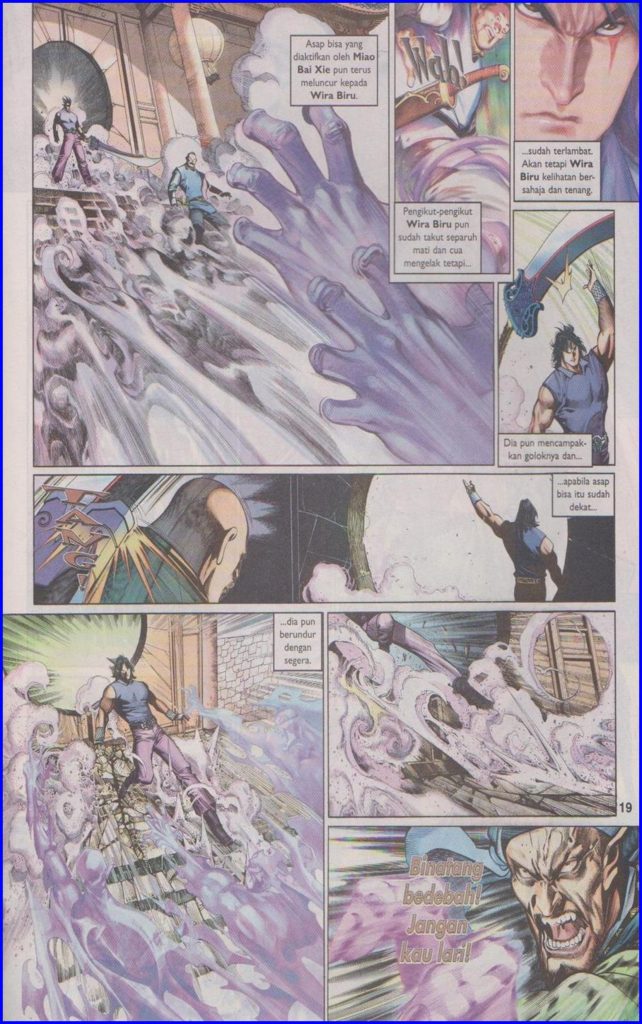 Asap bisa yang
diaktifkan oleh Miao
Bai Xie pun terus
meluncur kepada
Wira Biru.
Wah!
Pengikut-pengikut
Wira Biru pun
sudah takut separuh
mati dan cua
mengelak tetapi...
...sudah terlambat.
Akan tetapi Wira
Biru kelihatan ber-
sahaja dan tenang.
Dia pun mencampak-
kan goloknya dan...
...apabila asap
bisa itu sudah
dekat...
...dia pun
berundur
dengan
segera.
19
Binatang
bedebah!
Jangan
kau lari!